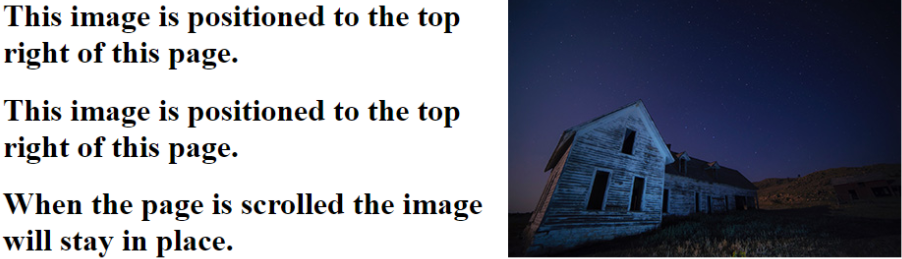 This image is positioned to the top
right of this page.
This image is positioned to the top
right of this page.
When the page is scrolled the image
will stay in place.